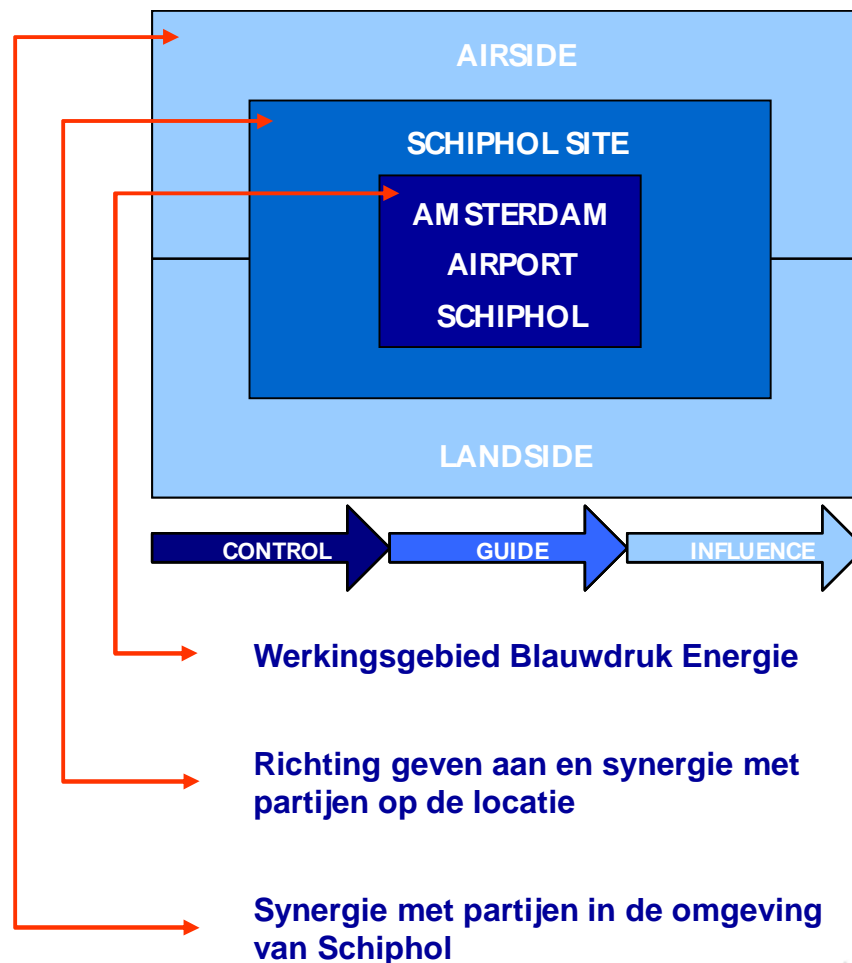 AIRSIDE
SCHIPHOL SITE
AMSTERDAM
AIRPORT
SCHIPHOL
LANDSIDE
CONTROL
GUIDE
INFLUENCE
Werkingsgebied Blauwdruk Energie
Richting geven aan en synergie met
partijen op de locatie
Synergie met partijen in de omgeving
van Schiphol